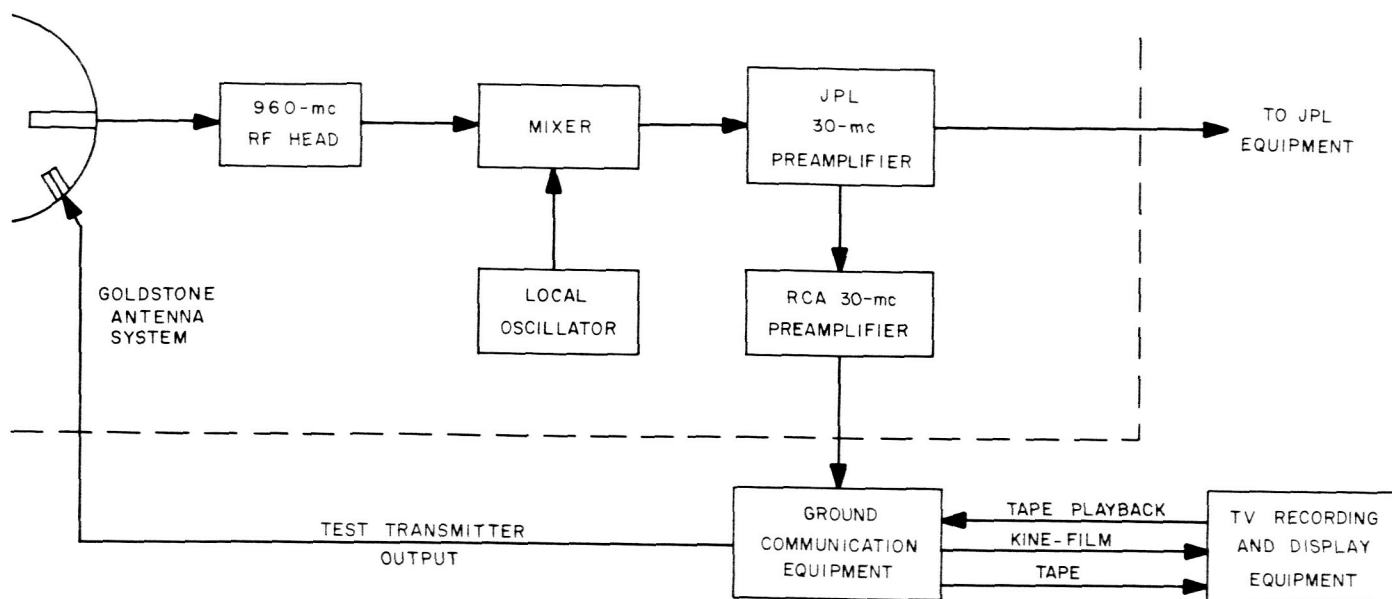 960-mc
RF HEAD
MIXER
JPL
30-mc
PREAMPLIFIER
TO JPL
EQUIPMENT
GOLDSTONE
ANTENNA
SYSTEM
LOCAL
OSCILLATOR
RCA 30-mc
PREAMPLIFIER
TEST TRANSMITTER
OUTPUT
GROUND
COMMUNICATION
EQUIPMENT
TAPE PLAYBACK
KINE-FILM
TAPE
TV RECORDING
AND DISPLAY
EQUIPMENT